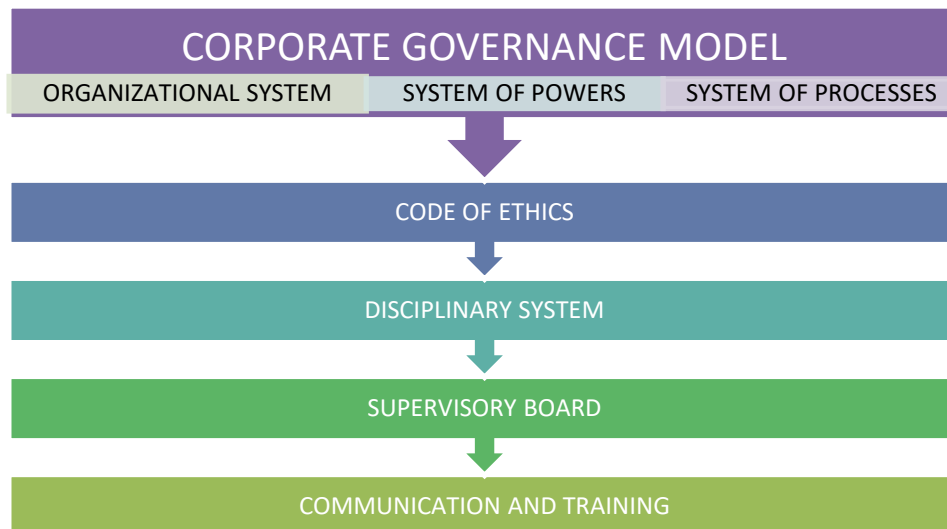 CORPORATE GOVERNANCE MODEL
ORGANIZATIONAL SYSTEM SYSTEM OF POWERS SYSTEM OF PROCESSES
CODE OF ETHICS
DISCIPLINARY SYSTEM
SUPERVISORY BOARD
COMMUNICATION AND TRAINING